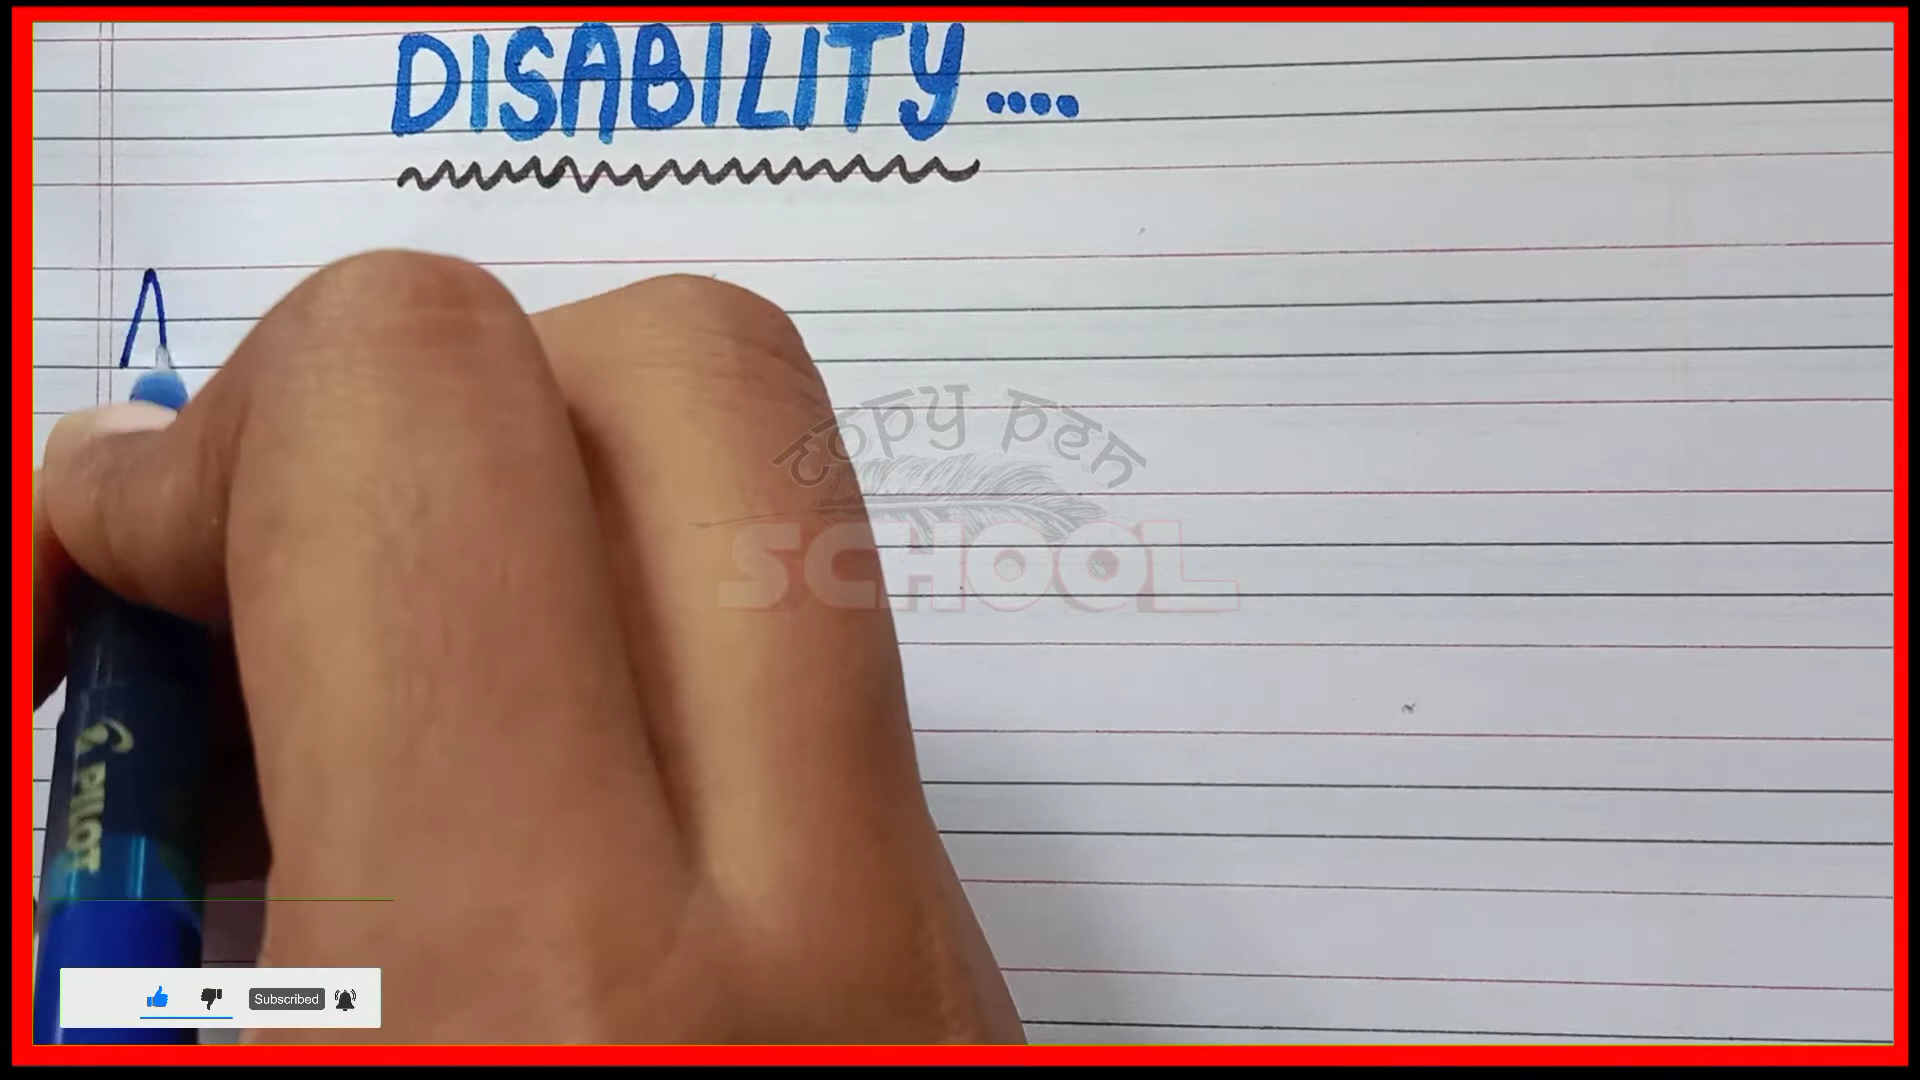 DISABILITY....
copy pen
SCHOOL
PILOT
Subscribed